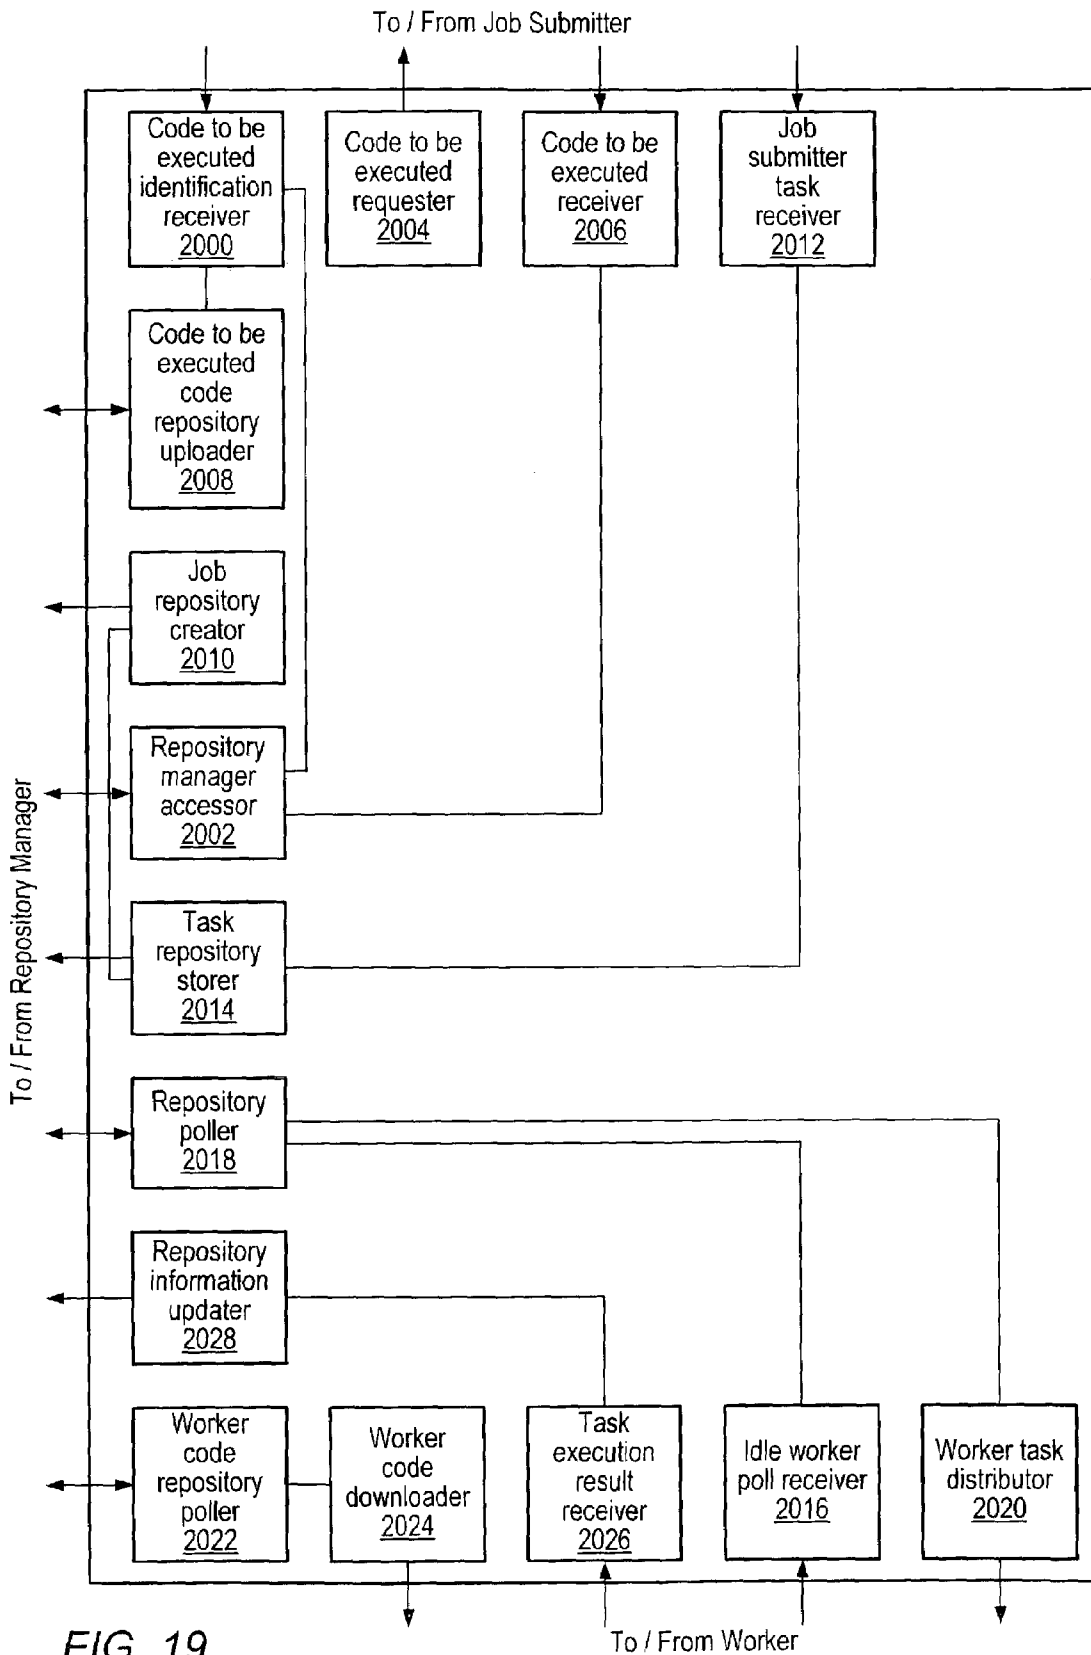 To / From Job Submitter
Code to be
executed
identification
receiver
2000
Code to be
executed
requester
2004
Code to be
executed
receiver
2006
Job
submitter
task
receiver
2012
Code to be
executed
code
repository
uploader
2008
Job
repository
creator
2010
Repository
manager
accessor
2002
To / From Repository Manager
Task
repository
storer
2014
Repository
poller
2018
Repository
information
updater
2028
Worker
code
repository
poller
2022
Worker
code
downloader
2024
Task
execution
result
receiver
2026
Idle worker
poll receiver
2016
Worker task
distributor
2020
To / From Worker
FIG. 19